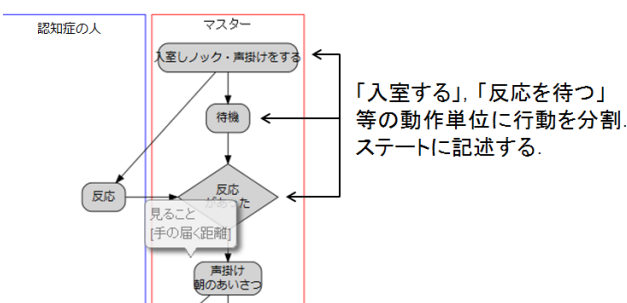 認知症の人
マスター
入室しノック・声掛けをする
「入室する」,「反応を待つ」
等の動作単位に行動を分割.
ステートに記述する.
待機
反応
反応
があった
見ること
[手の届く距離]
声掛け
朝のあいさつ